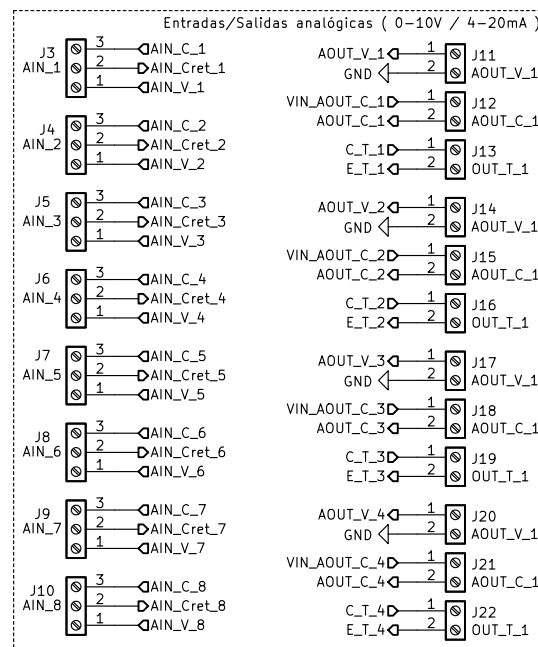 Entradas/Salidas analógicas ( 0-10V / 4-20mA )
J3
AIN_1
3 AIN_C_1
2 AIN_Cret_1
1 AIN_V_1
J4
AIN_2
3 AIN_C_2
2 AIN_Cret_2
1 AIN_V_2
J5
AIN_3
3 AIN_C_3
2 AIN_Cret_3
1 AIN_V_3
J6
AIN_4
3 AIN_C_4
2 AIN_Cret_4
1 AIN_V_4
J7
AIN_5
3 AIN_C_5
2 AIN_Cret_5
1 AIN_V_5
J8
AIN_6
3 AIN_C_6
2 AIN_Cret_6
1 AIN_V_6
J9
AIN_7
3 AIN_C_7
2 AIN_Cret_7
1 AIN_V_7
J10
AIN_8
3 AIN_C_8
2 AIN_Cret_8
1 AIN_V_8
AOUT_V_1 1 J11
GND 2 AOUT_V_1
VIN_AOUT_C_1 1 J12
AOUT_C_1 2 AOUT_C_1
C_T_1 1 J13
E_T_1 2 OUT_T_1
AOUT_V_2 1 J14
GND 2 AOUT_V_1
VIN_AOUT_C_2 1 J15
AOUT_C_2 2 AOUT_C_1
C_T_2 1 J16
E_T_2 2 OUT_T_1
AOUT_V_3 1 J17
GND 2 AOUT_V_1
VIN_AOUT_C_3 1 J18
AOUT_C_3 2 AOUT_C_1
C_T_3 1 J19
E_T_3 2 OUT_T_1
AOUT_V_4 1 J20
GND 2 AOUT_V_1
VIN_AOUT_C_4 1 J21
AOUT_C_4 2 AOUT_C_1
C_T_4 1 J22
E_T_4 2 OUT_T_1